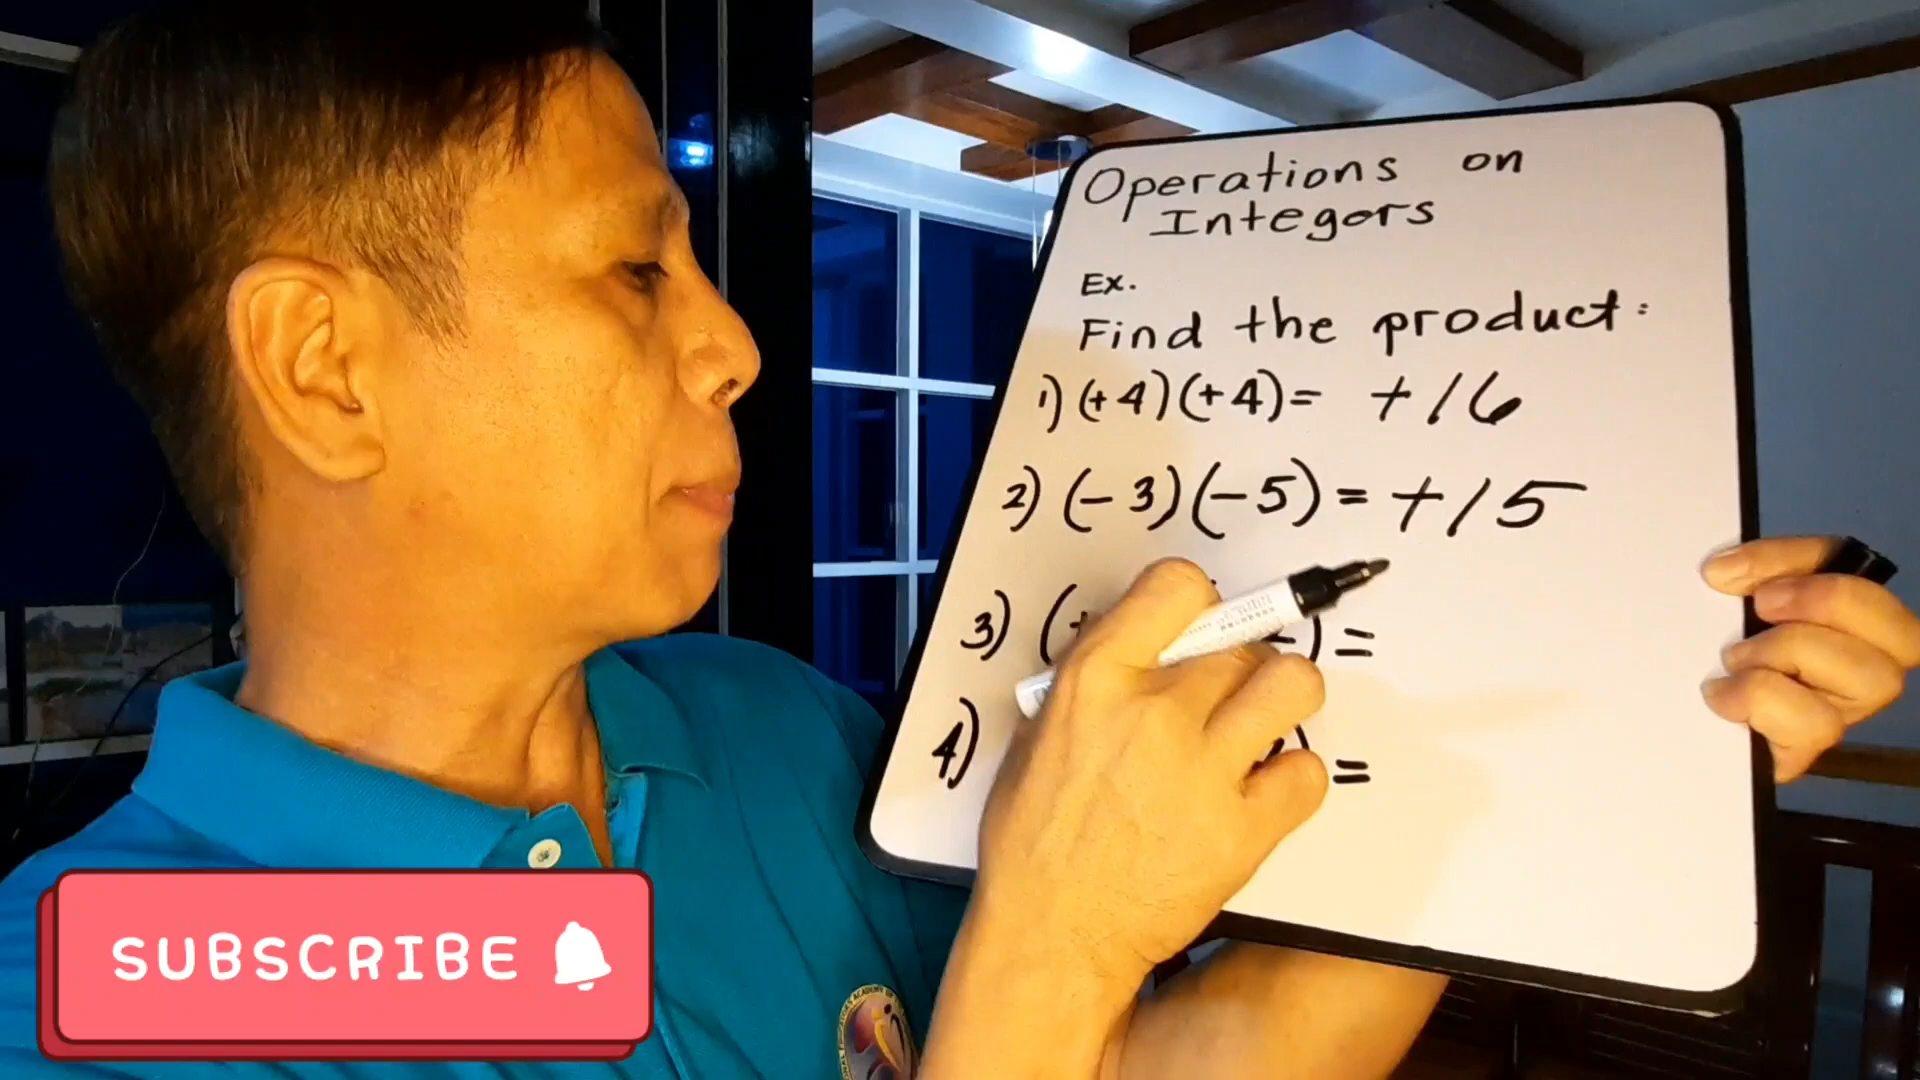 Operations on
Integers
Ex.
Find the product:
1) (+4)(+4)= +16
2) (-3)(-5) = +15
3) (+ ) =
4) ) =
SUBSCRIBE